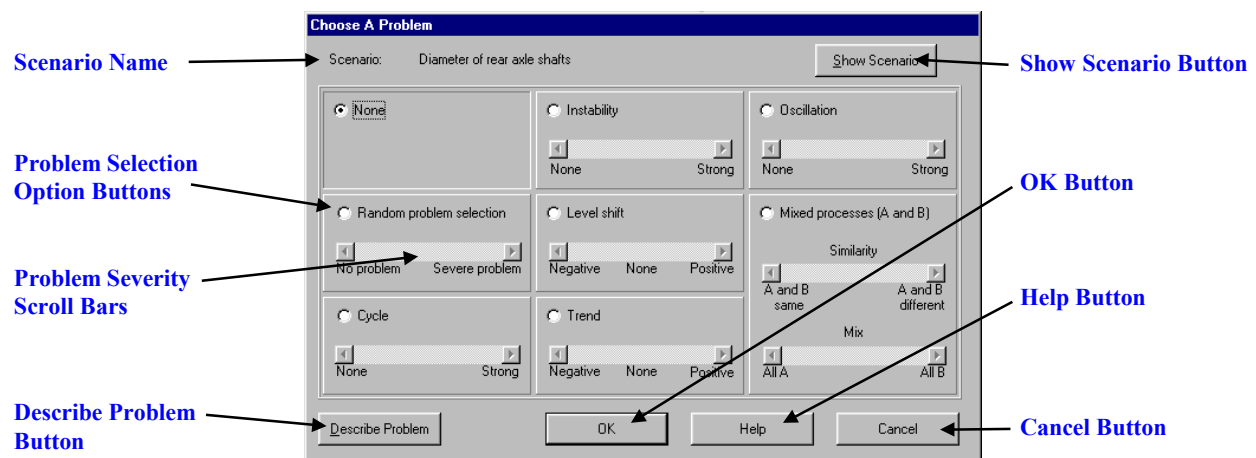 Choose A Problem
Scenario Name
Scenario: Diameter of rear axle shafts
Show Scenario
Show Scenario Button
None
Instability
None Strong
Oscillation
None Strong
Problem Selection
Option Buttons
OK Button
Random problem selection
No problem Severe problem
Level shift
Negative None Positive
Mixed processes (A and B)
Similarity
A and B same
A and B different
Mix
All A All B
Problem Severity
Scroll Bars
Help Button
Cycle
None Strong
Trend
Negative None Positive
Describe Problem
Button
Describe Problem
OK
Help
Cancel
Cancel Button